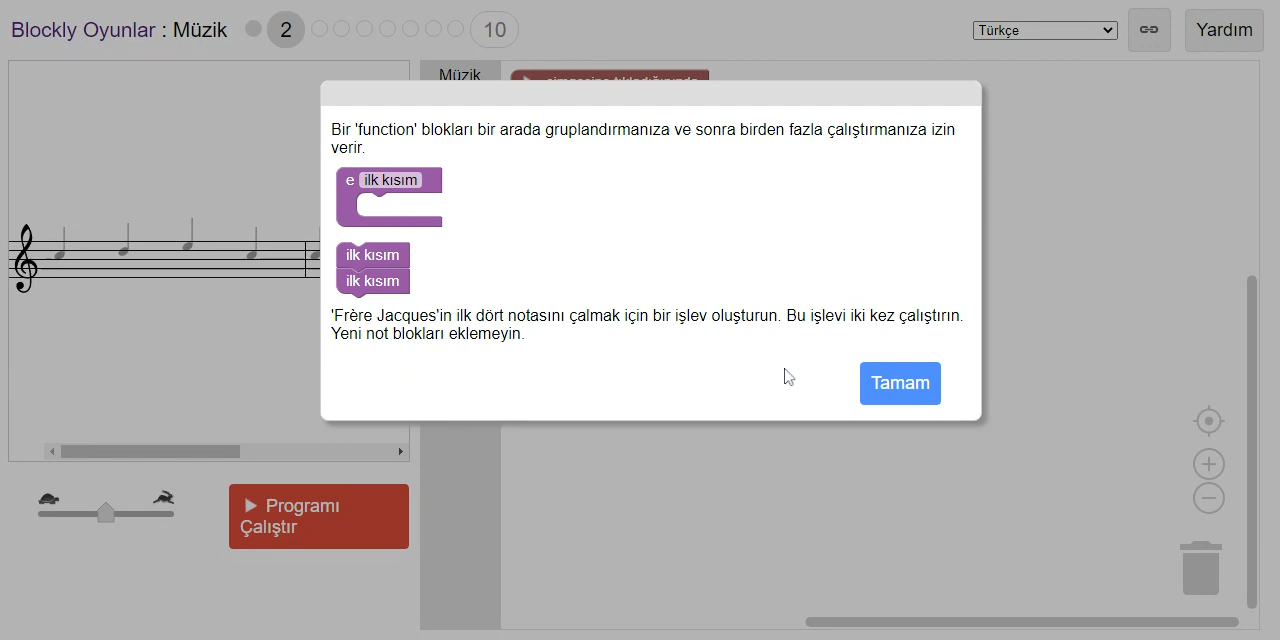 Blockly Oyunlar : Müzik 2 10 Türkçe Yardım
Müzik
Bir 'function' blokları bir arada gruplandırmanıza ve sonra birden fazla çalıştırmanıza izin
verir.
e ilk kısım
ilk kısım
ilk kısım
'Frère Jacques'in ilk dört notasını çalmak için bir işlev oluşturun. Bu işlevi iki kez çalıştırın.
Yeni not blokları eklemeyin.
Tamam
Programı
Çalıştır